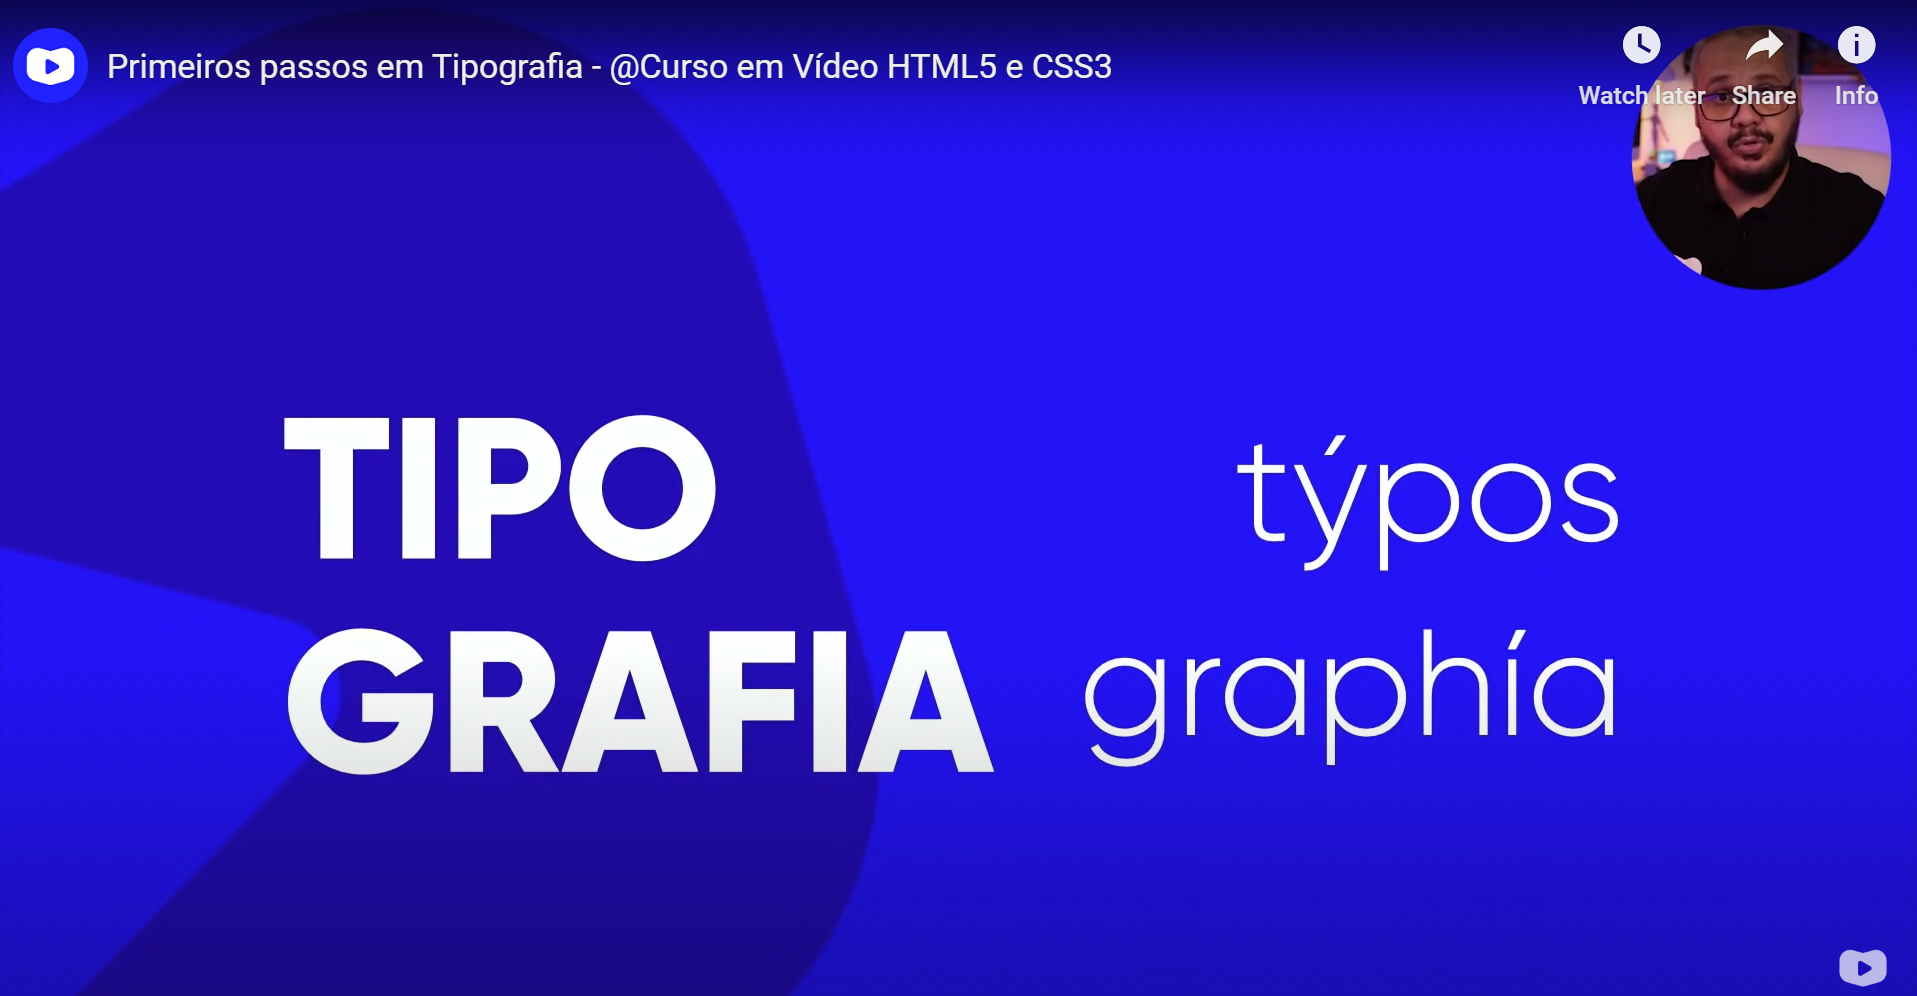 Primeiros passos em Tipografia - @Curso em Vídeo HTML5 e CSS3
Watch later
Share
Info
TIPO
GRAFIA
týpos
graphía